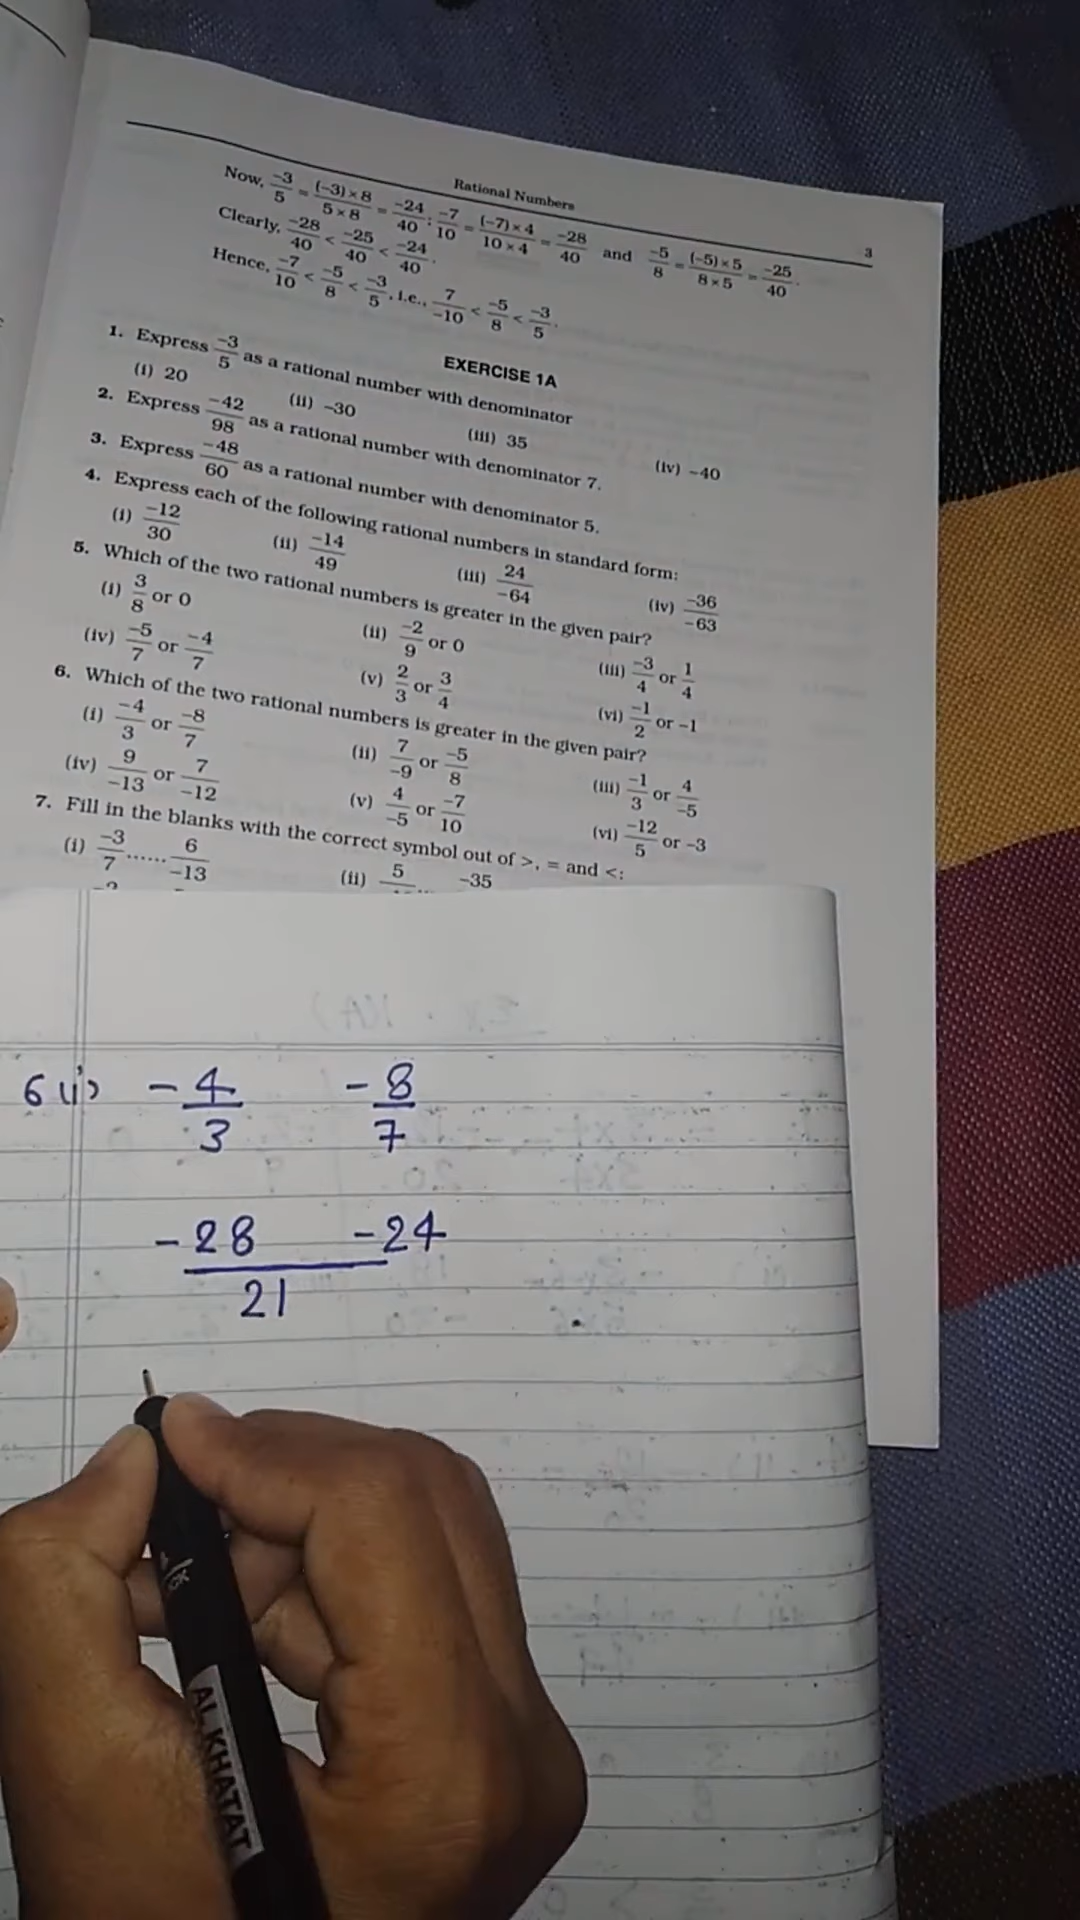 Rational Numbers
3
Now, -3/5 = (-3)×8/5×8 = -24/40; -7/10 = (-7)×4/10×4 = -28/40 and -5/8 = (-5)×5/8×5 = -25/40.
Clearly, -28/40 < -25/40 < -24/40.
Hence, -7/10 < -5/8 < -3/5, i.e., 7/-10 < -5/8 < -3/5.
EXERCISE 1A
1. Express -3/5 as a rational number with denominator
(i) 20 (ii) -30 (iii) 35 (iv) -40
2. Express -42/98 as a rational number with denominator 7.
3. Express -48/60 as a rational number with denominator 5.
4. Express each of the following rational numbers in standard form:
(i) -12/30 (ii) -14/49 (iii) 24/-64 (iv) -36/-63
5. Which of the two rational numbers is greater in the given pair?
(i) 3/8 or 0 (ii) -2/9 or 0 (iii) -3/4 or 1/4
(iv) -5/7 or -4/7 (v) 2/3 or 3/4 (vi) -1/2 or -1
6. Which of the two rational numbers is greater in the given pair?
(i) -4/3 or -8/7 (ii) 7/-9 or -5/8 (iii) -1/3 or 4/-5
(iv) 9/-13 or 7/-12 (v) 4/-5 or -7/10 (vi) -12/5 or -3
7. Fill in the blanks with the correct symbol out of >, = and <:
(i) -3/7 ...... 6/-13 (ii) 5 -35
6 (i) -4/3 -8/7
-28 -24
21
AL KHATAT